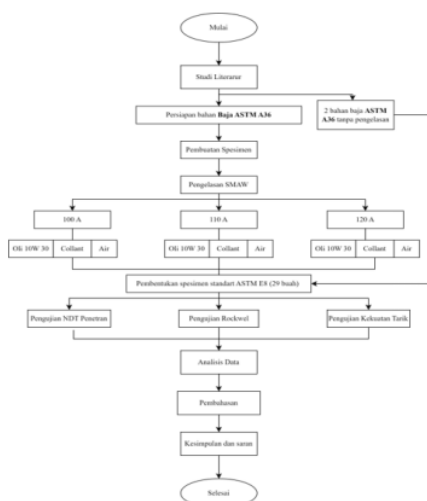 Mulai
Studi Literatur
Persiapan bahan Baja ASTM A36
2 bahan baja ASTM
A36 tanpa pengelasan
Pembuatan Spesimen
Pengelasan SMAW
100 A
110 A
120 A
Oli 10W 30
Collant
Air
Oli 10W 30
Collant
Air
Oli 10W 30
Collant
Air
Pembentukan spesimen standart ASTM E8 (29 buah)
Pengujian NDT Penetran
Pengujian Rockwel
Pengujian Kekuatan Tarik
Analisis Data
Pembahasan
Kesimpulan dan saran
Selesai